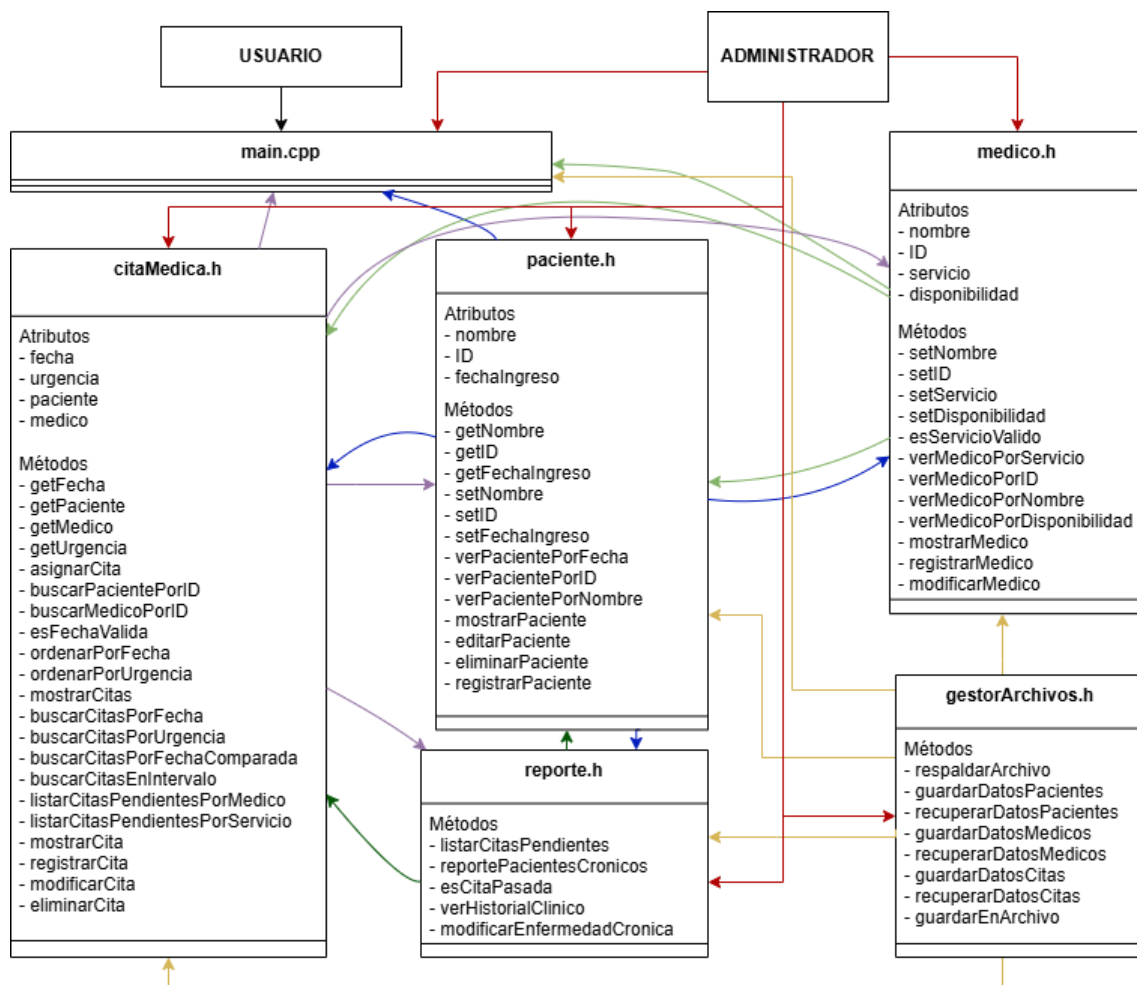 USUARIO
ADMINISTRADOR
main.cpp
medico.h
Atributos
- nombre
- ID
- servicio
- disponibilidad
Métodos
- setNombre
- setID
- setServicio
- setDisponibilidad
- esServicioValido
- verMedicoPorServicio
- verMedicoPorID
- verMedicoPorNombre
- verMedicoPorDisponibilidad
- mostrarMedico
- registrarMedico
- modificarMedico
citaMedica.h
Atributos
- fecha
- urgencia
- paciente
- medico
Métodos
- getFecha
- getPaciente
- getMedico
- getUrgencia
- asignarCita
- buscarPacientePorID
- buscarMedicoPorID
- esFechaValida
- ordenarPorFecha
- ordenarPorUrgencia
- mostrarCitas
- buscarCitasPorFecha
- buscarCitasPorUrgencia
- buscarCitasPorFechaComparada
- buscarCitasEnIntervalo
- listarCitasPendientesPorMedico
- listarCitasPendientesPorServicio
- mostrarCita
- registrarCita
- modificarCita
- eliminarCita
paciente.h
Atributos
- nombre
- ID
- fechaIngreso
Métodos
- getNombre
- getID
- getFechaIngreso
- setNombre
- setID
- setFechaIngreso
- verPacientePorFecha
- verPacientePorID
- verPacientePorNombre
- mostrarPaciente
- editarPaciente
- eliminarPaciente
- registrarPaciente
reporte.h
Métodos
- listarCitasPendientes
- reportePacientesCronicos
- esCitaPasada
- verHistorialClinico
- modificarEnfermedadCronica
gestorArchivos.h
Métodos
- respaldarArchivo
- guardarDatosPacientes
- recuperarDatosPacientes
- guardarDatosMedicos
- recuperarDatosMedicos
- guardarDatosCitas
- recuperarDatosCitas
- guardarEnArchivo